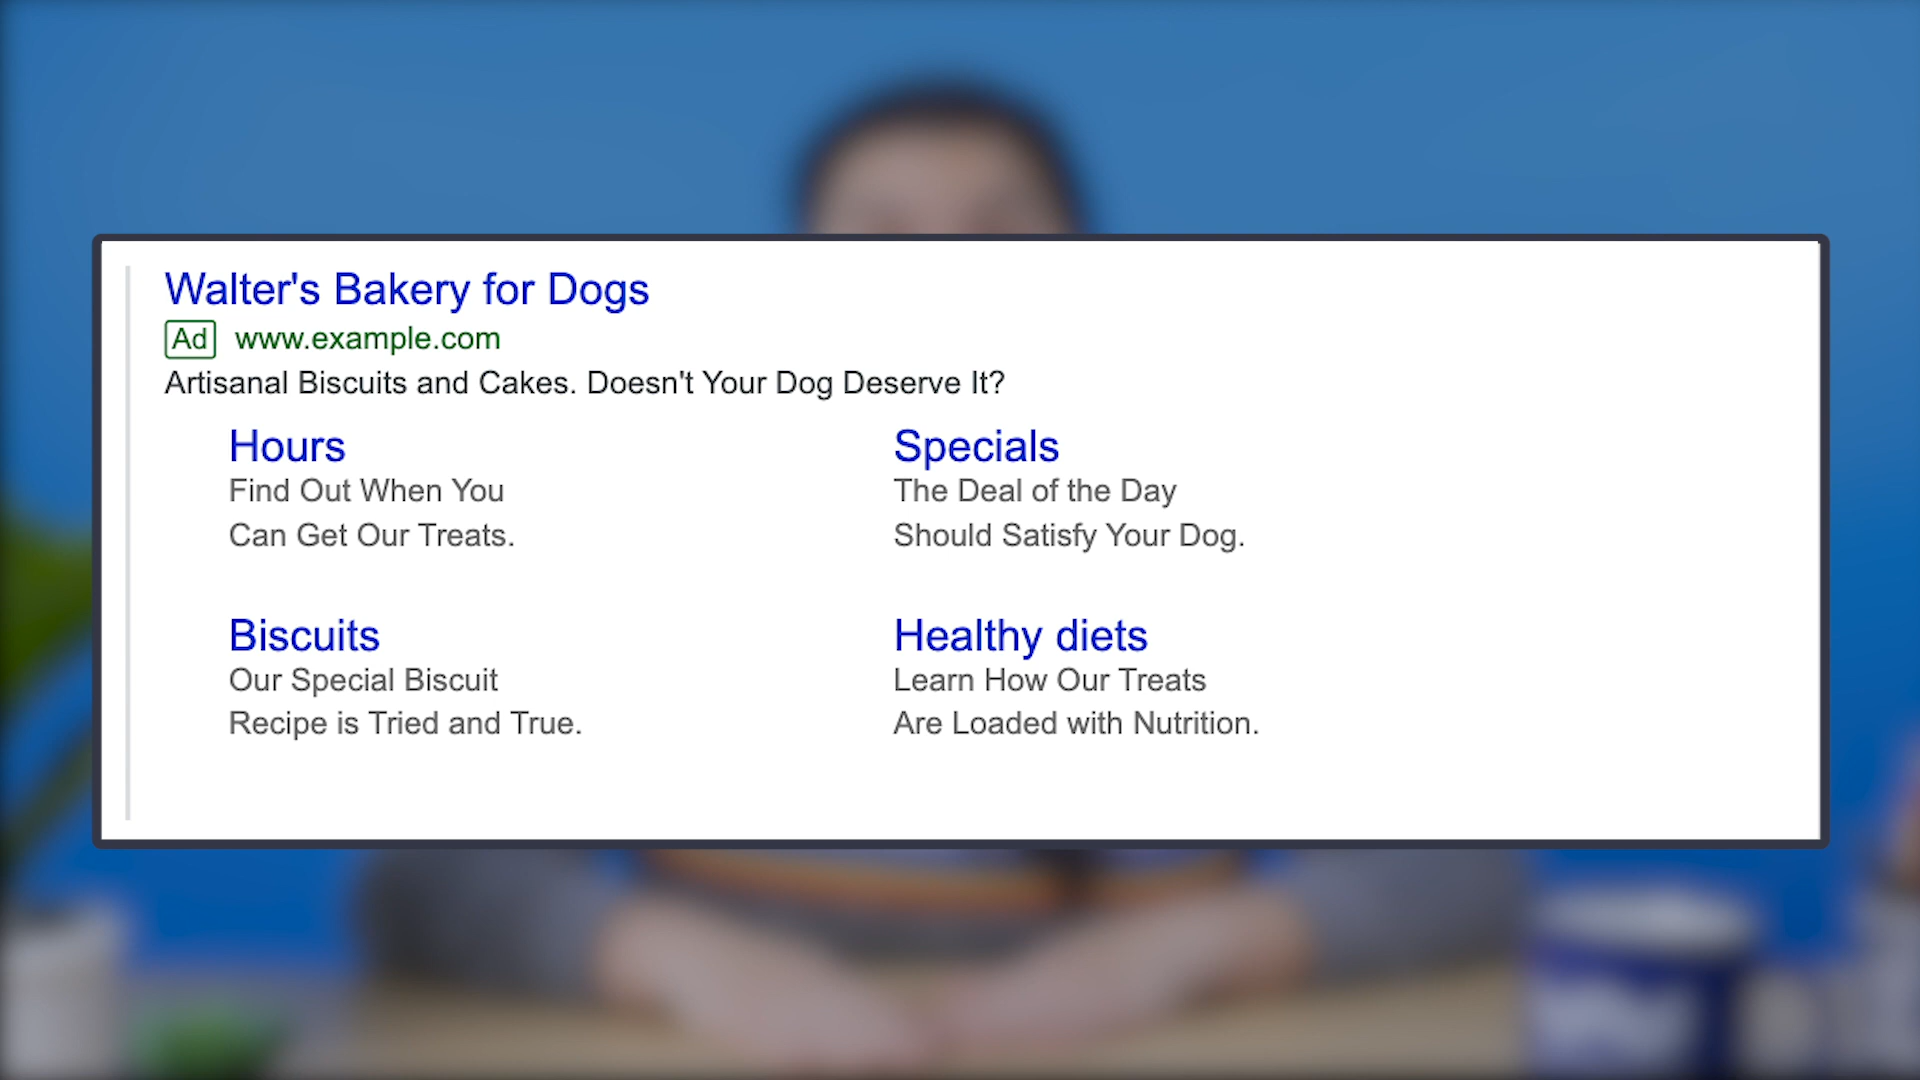 Walter's Bakery for Dogs
Ad www.example.com
Artisanal Biscuits and Cakes. Doesn't Your Dog Deserve It?
Hours
Find Out When You
Can Get Our Treats.
Specials
The Deal of the Day
Should Satisfy Your Dog.
Biscuits
Our Special Biscuit
Recipe is Tried and True.
Healthy diets
Learn How Our Treats
Are Loaded with Nutrition.